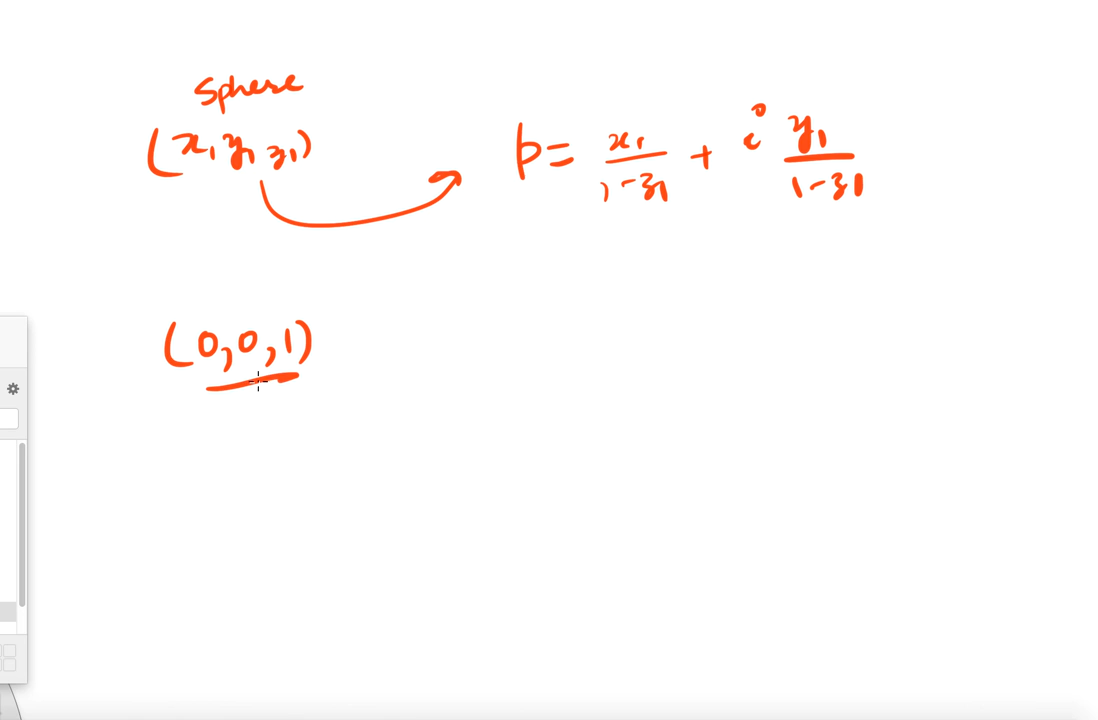 Sphere
(x₁ y₁ z₁)
p = x₁/(1-z₁) + i y₁/(1-z₁)
(0,0,1)